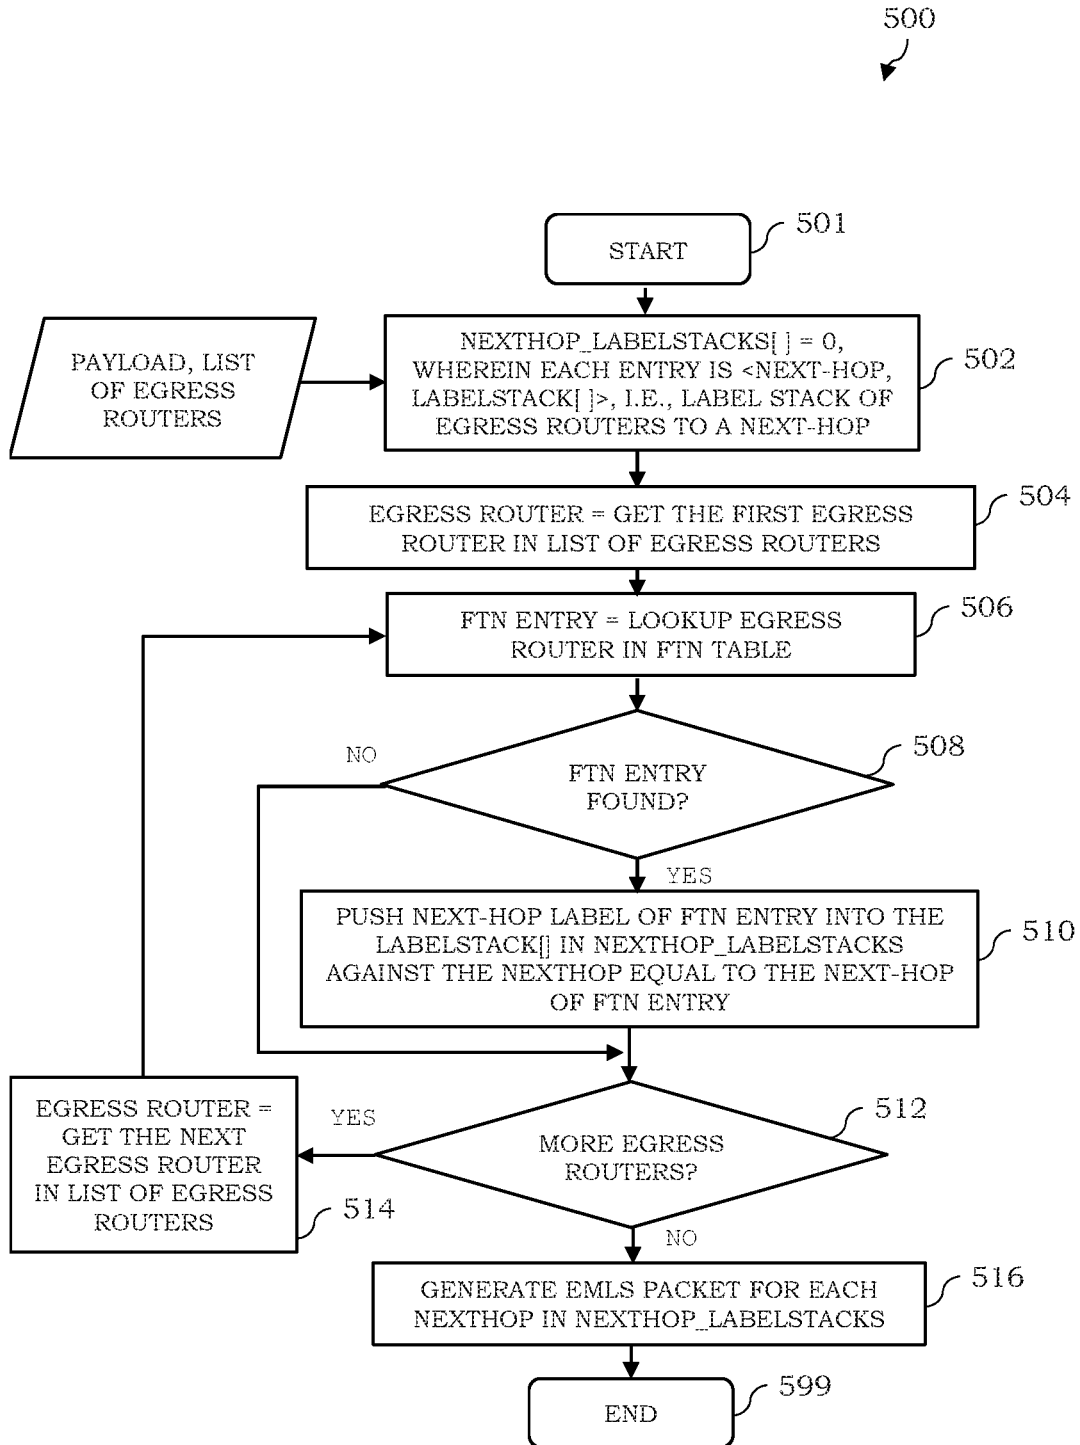 500
START
501
PAYLOAD, LIST
OF EGRESS
ROUTERS
NEXTHOP_LABELSTACKS[ ] = 0,
WHEREIN EACH ENTRY IS <NEXT-HOP,
LABELSTACK[ ]>, I.E., LABEL STACK OF
EGRESS ROUTERS TO A NEXT-HOP
502
EGRESS ROUTER = GET THE FIRST EGRESS
ROUTER IN LIST OF EGRESS ROUTERS
504
FTN ENTRY = LOOKUP EGRESS
ROUTER IN FTN TABLE
506
NO
FTN ENTRY
FOUND?
508
YES
PUSH NEXT-HOP LABEL OF FTN ENTRY INTO THE
LABELSTACK[] IN NEXTHOP_LABELSTACKS
AGAINST THE NEXTHOP EQUAL TO THE NEXT-HOP
OF FTN ENTRY
510
EGRESS ROUTER =
GET THE NEXT
EGRESS ROUTER
IN LIST OF EGRESS
ROUTERS
514
YES
MORE EGRESS
ROUTERS?
512
NO
GENERATE EMLS PACKET FOR EACH
NEXTHOP IN NEXTHOP_LABELSTACKS
516
END
599